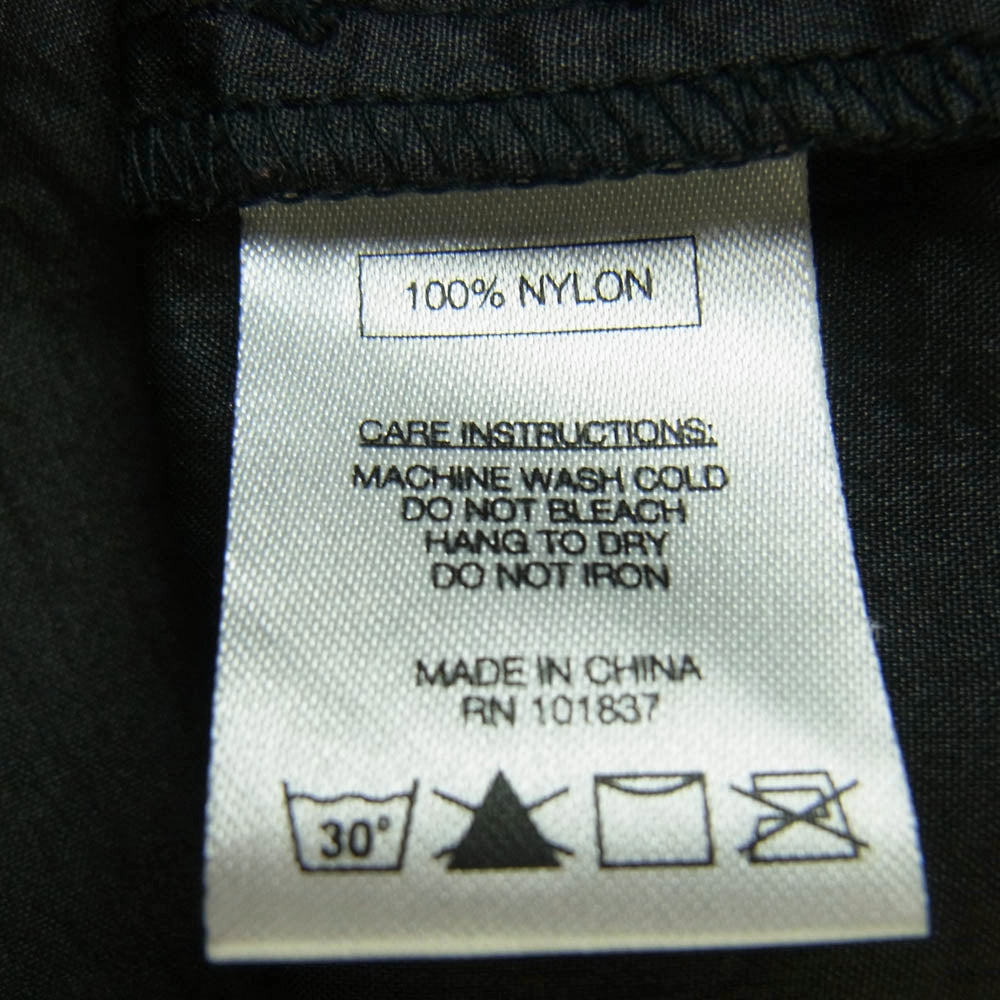 100% NYLON
CARE INSTRUCTIONS:
MACHINE WASH COLD
DO NOT BLEACH
HANG TO DRY
DO NOT IRON
MADE IN CHINA
RN 101837
30°